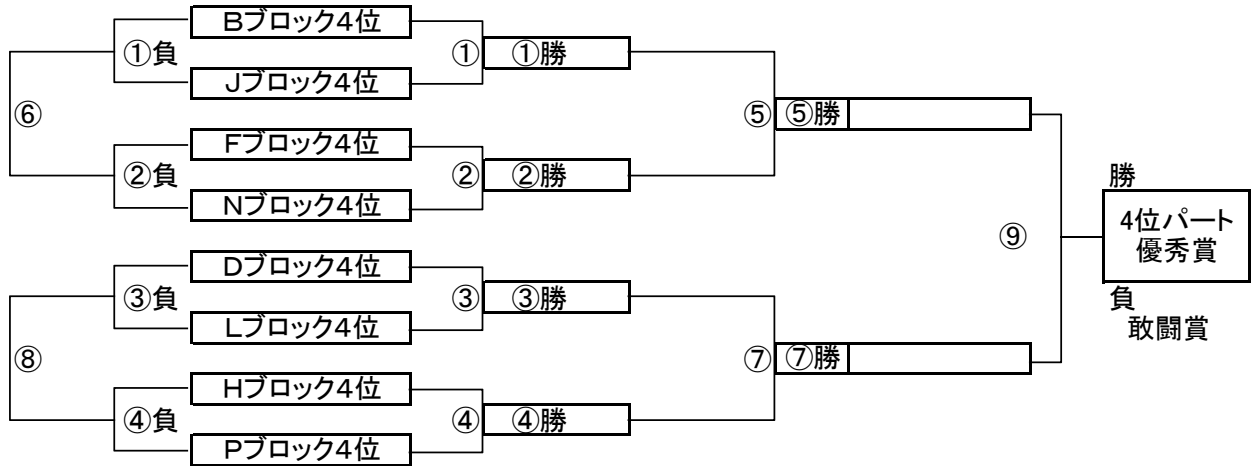 Bブロック4位
①負
①
①勝
Jブロック4位
⑥
⑤
⑤勝
Fブロック4位
②負
②
②勝
Nブロック4位
勝
4位パート
優秀賞
⑨
負
敢闘賞
Dブロック4位
③負
③
③勝
Lブロック4位
⑧
⑦
⑦勝
Hブロック4位
④負
④
④勝
Pブロック4位